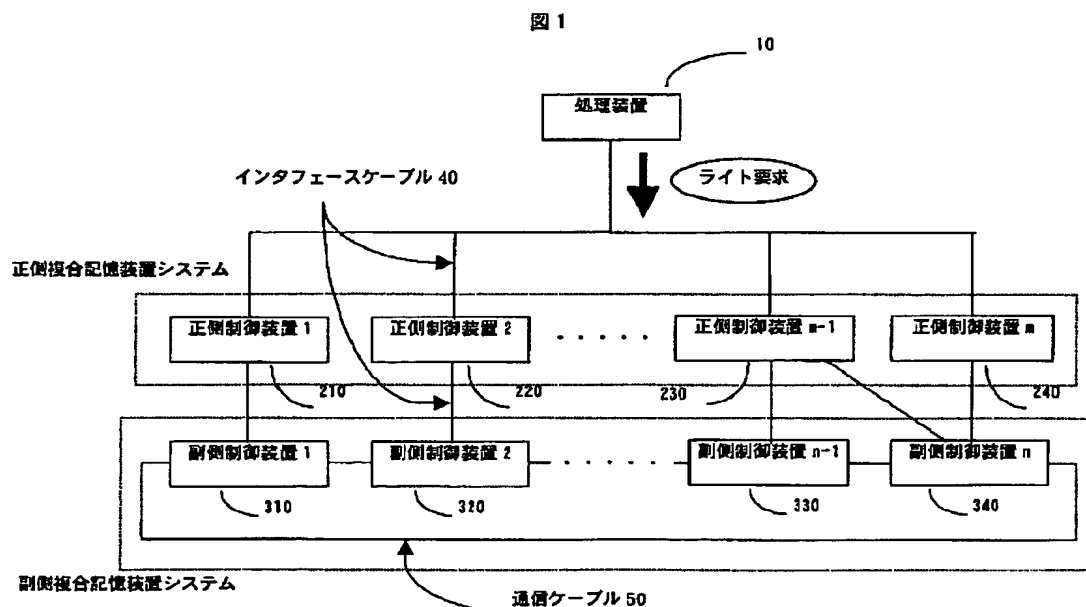 図1
10
処理装置
インタフェースケーブル 40
ライト要求
正側複合記憶装置システム
正側制御装置 1
正側制御装置 2
・・・・・
正側制御装置 m-1
正側制御装置 m
210
220
230
240
副側制御装置 1
副側制御装置 2
・・・・・・
副側制御装置 n-1
副側制御装置 n
310
320
330
340
副側複合記憶装置システム
通信ケーブル 50